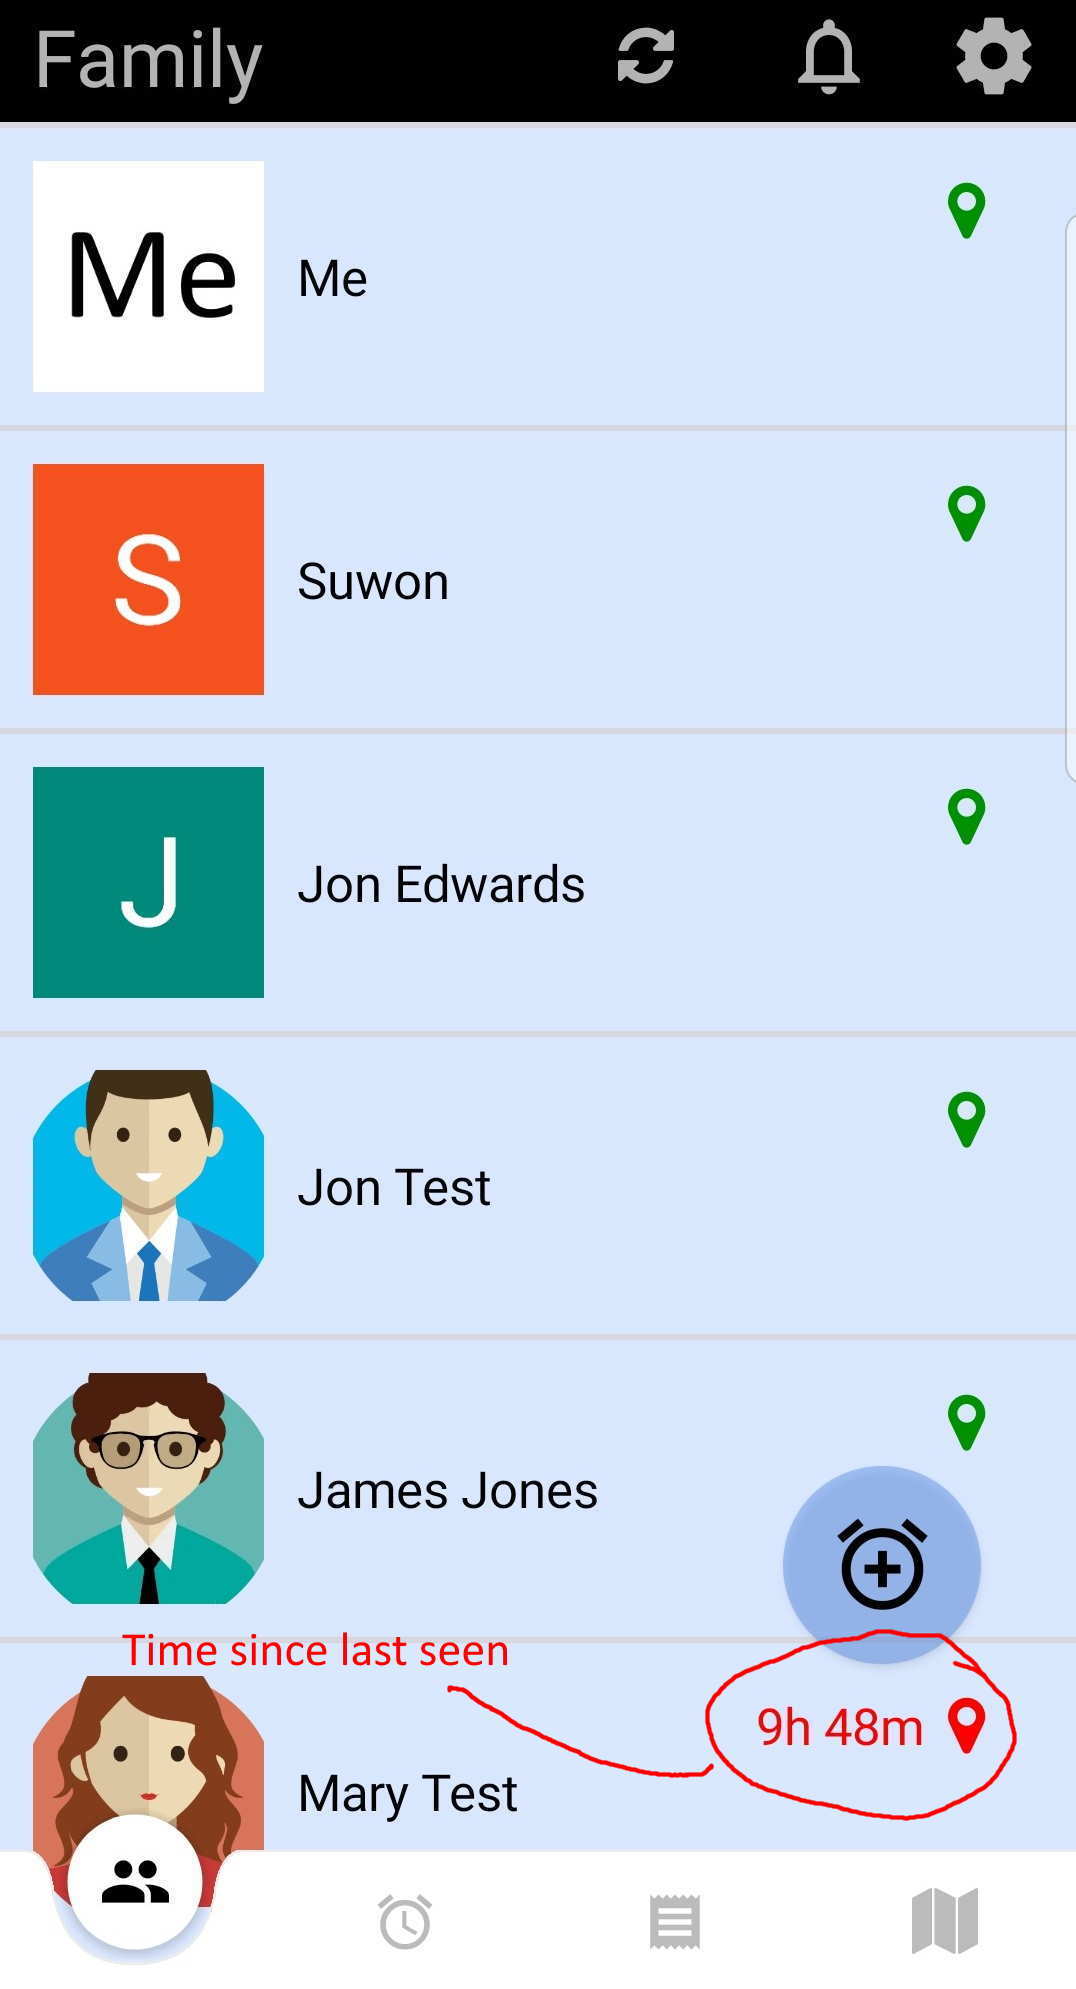 Family
Me
Me
S
Suwon
J
Jon Edwards
Jon Test
James Jones
Time since last seen
9h 48m
Mary Test